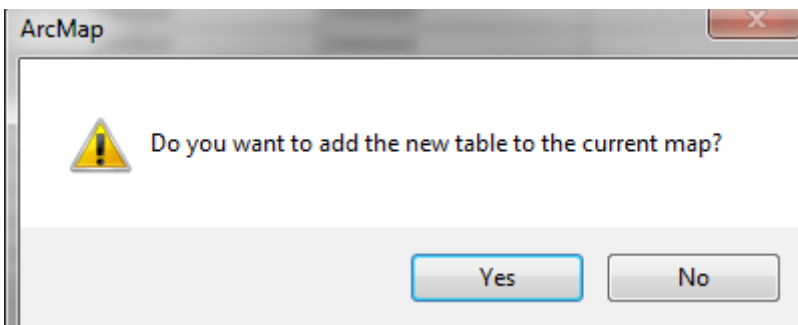 ArcMap
Do you want to add the new table to the current map?
Yes No